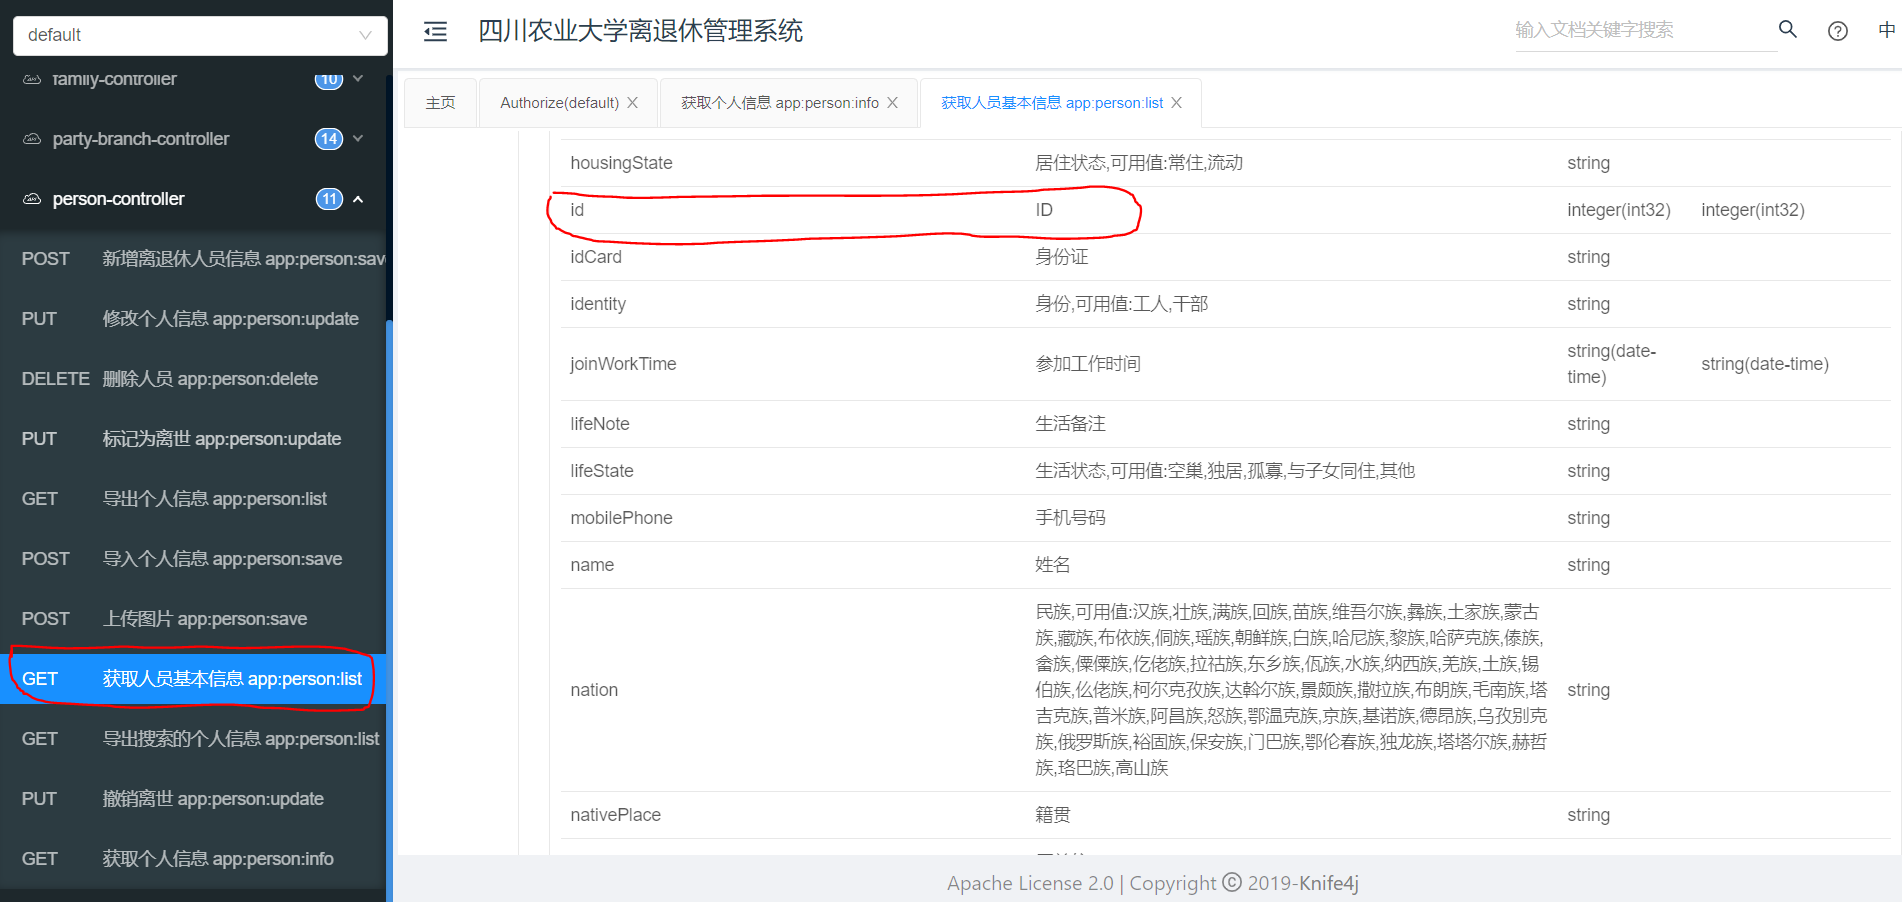 default
四川农业大学离退休管理系统
输入文档关键字搜索
中
family-controller 10
party-branch-controller 14
person-controller 11
POST 新增离退休人员信息 app:person:save
PUT 修改个人信息 app:person:update
DELETE 删除人员 app:person:delete
PUT 标记为离世 app:person:update
GET 导出个人信息 app:person:list
POST 导入个人信息 app:person:save
POST 上传图片 app:person:save
GET 获取人员基本信息 app:person:list
GET 导出搜索的个人信息 app:person:list
PUT 撤销离世 app:person:update
GET 获取个人信息 app:person:info
主页 Authorize(default) 获取个人信息 app:person:info 获取人员基本信息 app:person:list
housingState 居住状态,可用值:常住,流动 string
id ID integer(int32) integer(int32)
idCard 身份证 string
identity 身份,可用值:工人,干部 string
joinWorkTime 参加工作时间 string(date-
time) string(date-time)
lifeNote 生活备注 string
lifeState 生活状态,可用值:空巢,独居,孤寡,与子女同住,其他 string
mobilePhone 手机号码 string
name 姓名 string
nation 民族,可用值:汉族,壮族,满族,回族,苗族,维吾尔族,彝族,土家族,蒙古
族,藏族,布依族,侗族,瑶族,朝鲜族,白族,哈尼族,黎族,哈萨克族,傣族,
畲族,傈僳族,仡佬族,拉祜族,东乡族,佤族,水族,纳西族,羌族,土族,锡
伯族,仫佬族,柯尔克孜族,达斡尔族,景颇族,撒拉族,布朗族,毛南族,塔
吉克族,普米族,阿昌族,怒族,鄂温克族,京族,基诺族,德昂族,乌孜别克
族,俄罗斯族,裕固族,保安族,门巴族,鄂伦春族,独龙族,塔塔尔族,赫哲
族,珞巴族,高山族 string
nativePlace 籍贯 string
Apache License 2.0 | Copyright © 2019-Knife4j